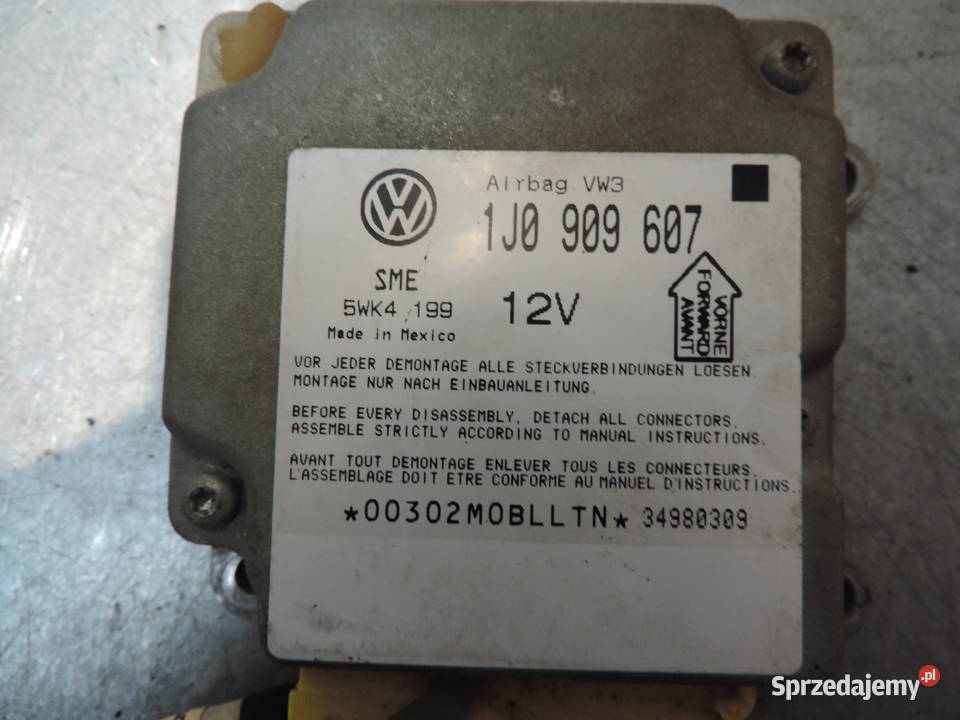 Airbag VW3
1J0 909 607
SME
5WK4 199
12V
Made in Mexico
VORNE
FORWARD
AVANT
VOR JEDER DEMONTAGE ALLE STECKVERBINDUNGEN LOESEN.
MONTAGE NUR NACH EINBAUANLEITUNG.
BEFORE EVERY DISASSEMBLY, DETACH ALL CONNECTORS.
ASSEMBLE STRICTLY ACCORDING TO MANUAL INSTRUCTIONS.
AVANT TOUT DEMONTAGE ENLEVER TOUS LES CONNECTEURS.
L'ASSEMBLAGE DOIT ETRE CONFORME AU MANUEL D'INSTRUCTIONS.
*00302M0BLLTN* 34980309
Sprzedajemy.pl